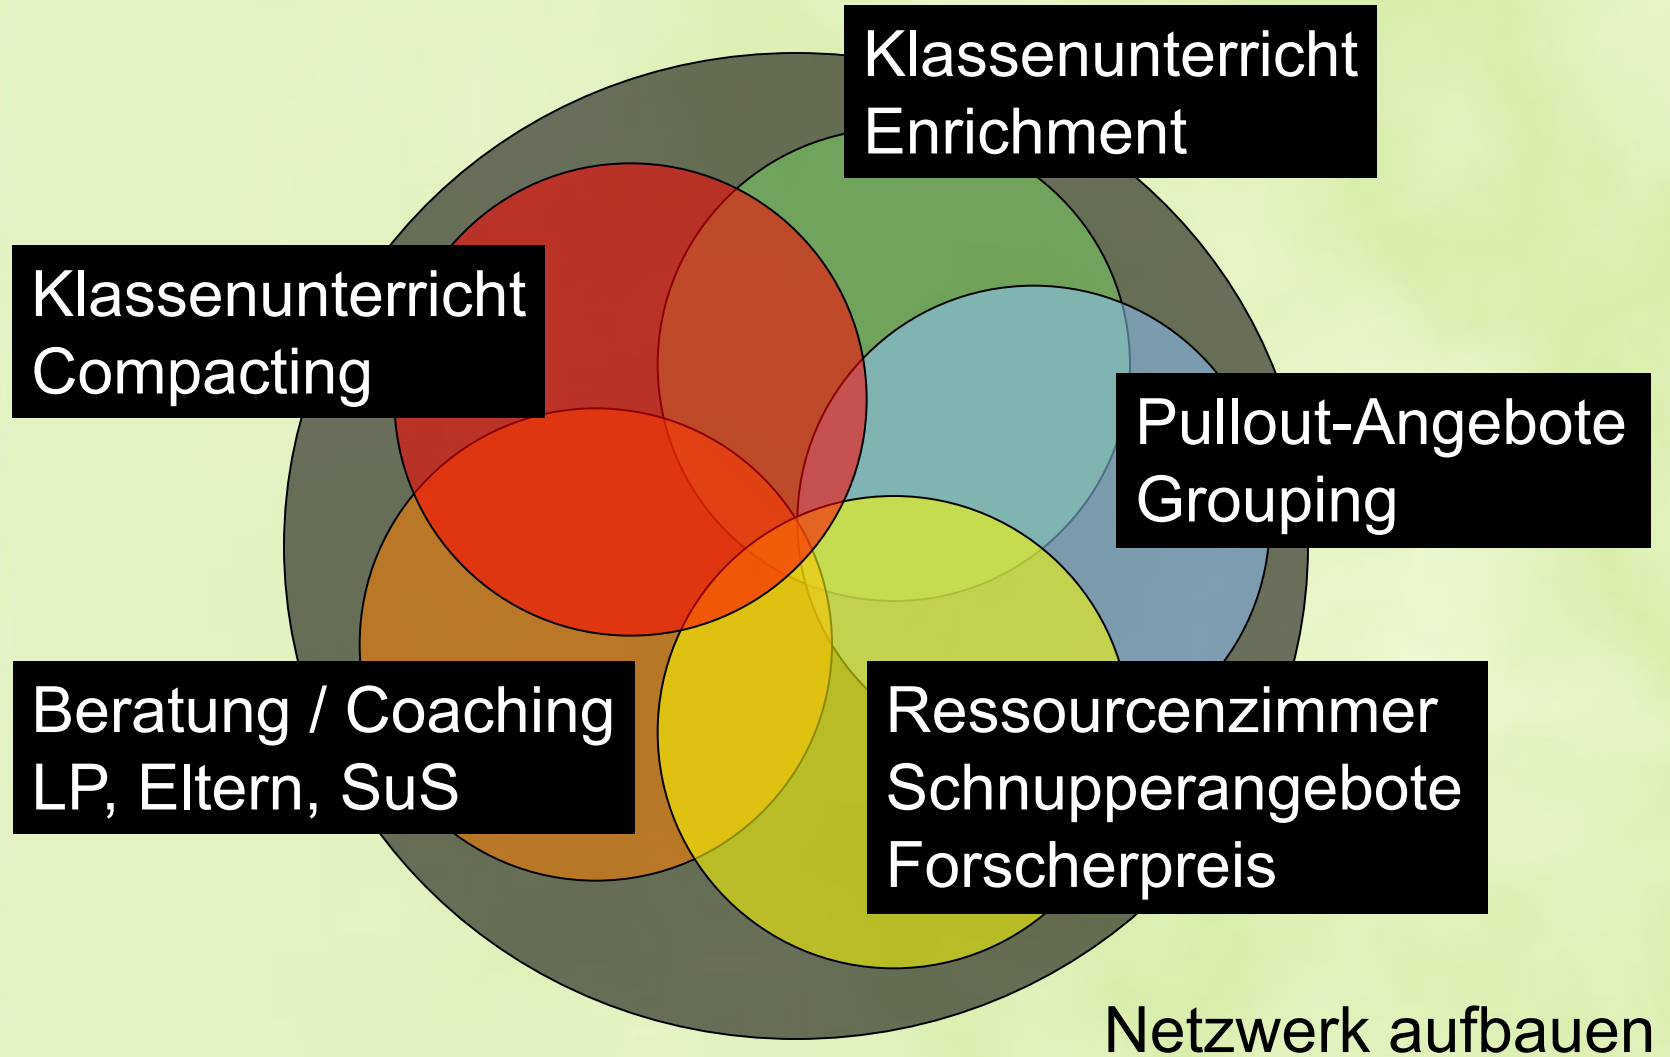 Klassenunterricht
Enrichment
Klassenunterricht
Compacting
Pullout-Angebote
Grouping
Beratung / Coaching
LP, Eltern, SuS
Ressourcenzimmer
Schnupperangebote
Forscherpreis
Netzwerk aufbauen